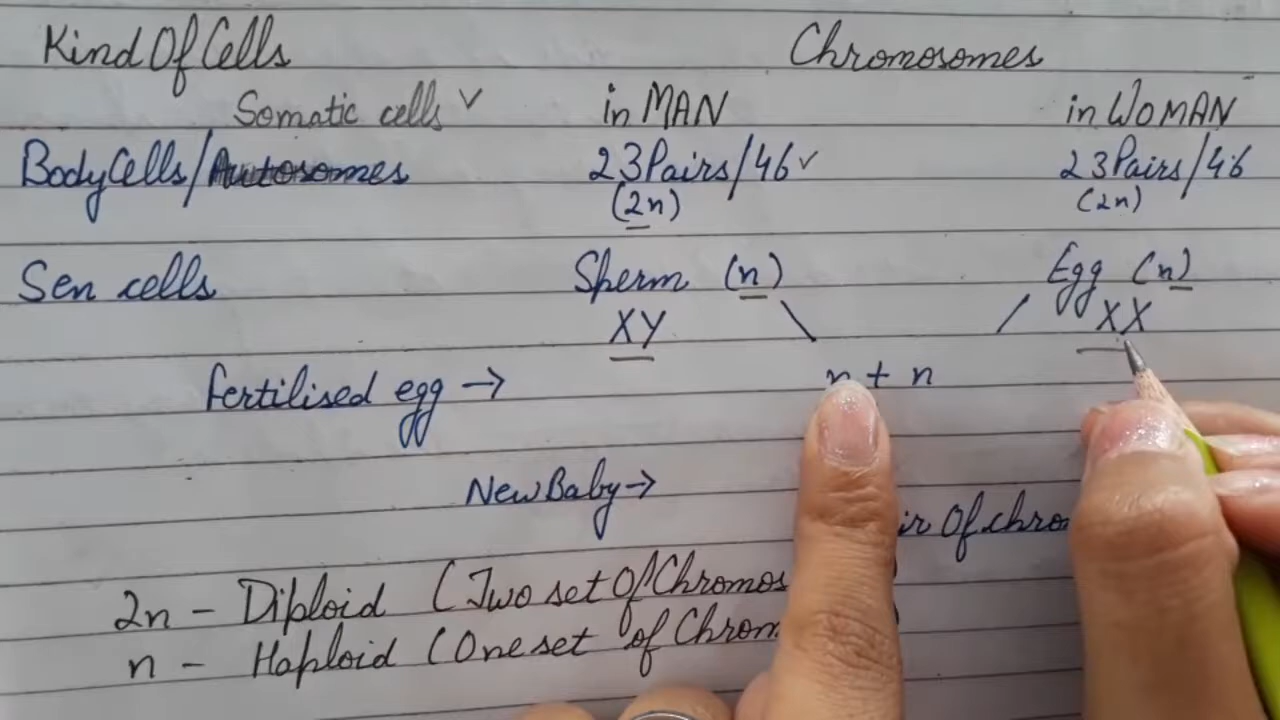 Kind Of Cells Chromosomes
Somatic cells ✓ in MAN in WOMAN
Body Cells/Autosomes 23 Pairs/46 ✓ 23 Pairs/46
(2n) (2n)
Sen cells Sperm (n) Egg (n)
XY XX
Fertilised egg → n + n
New Baby →
Of
2n - Diploid (Two set Of
n - Haploid (One set of